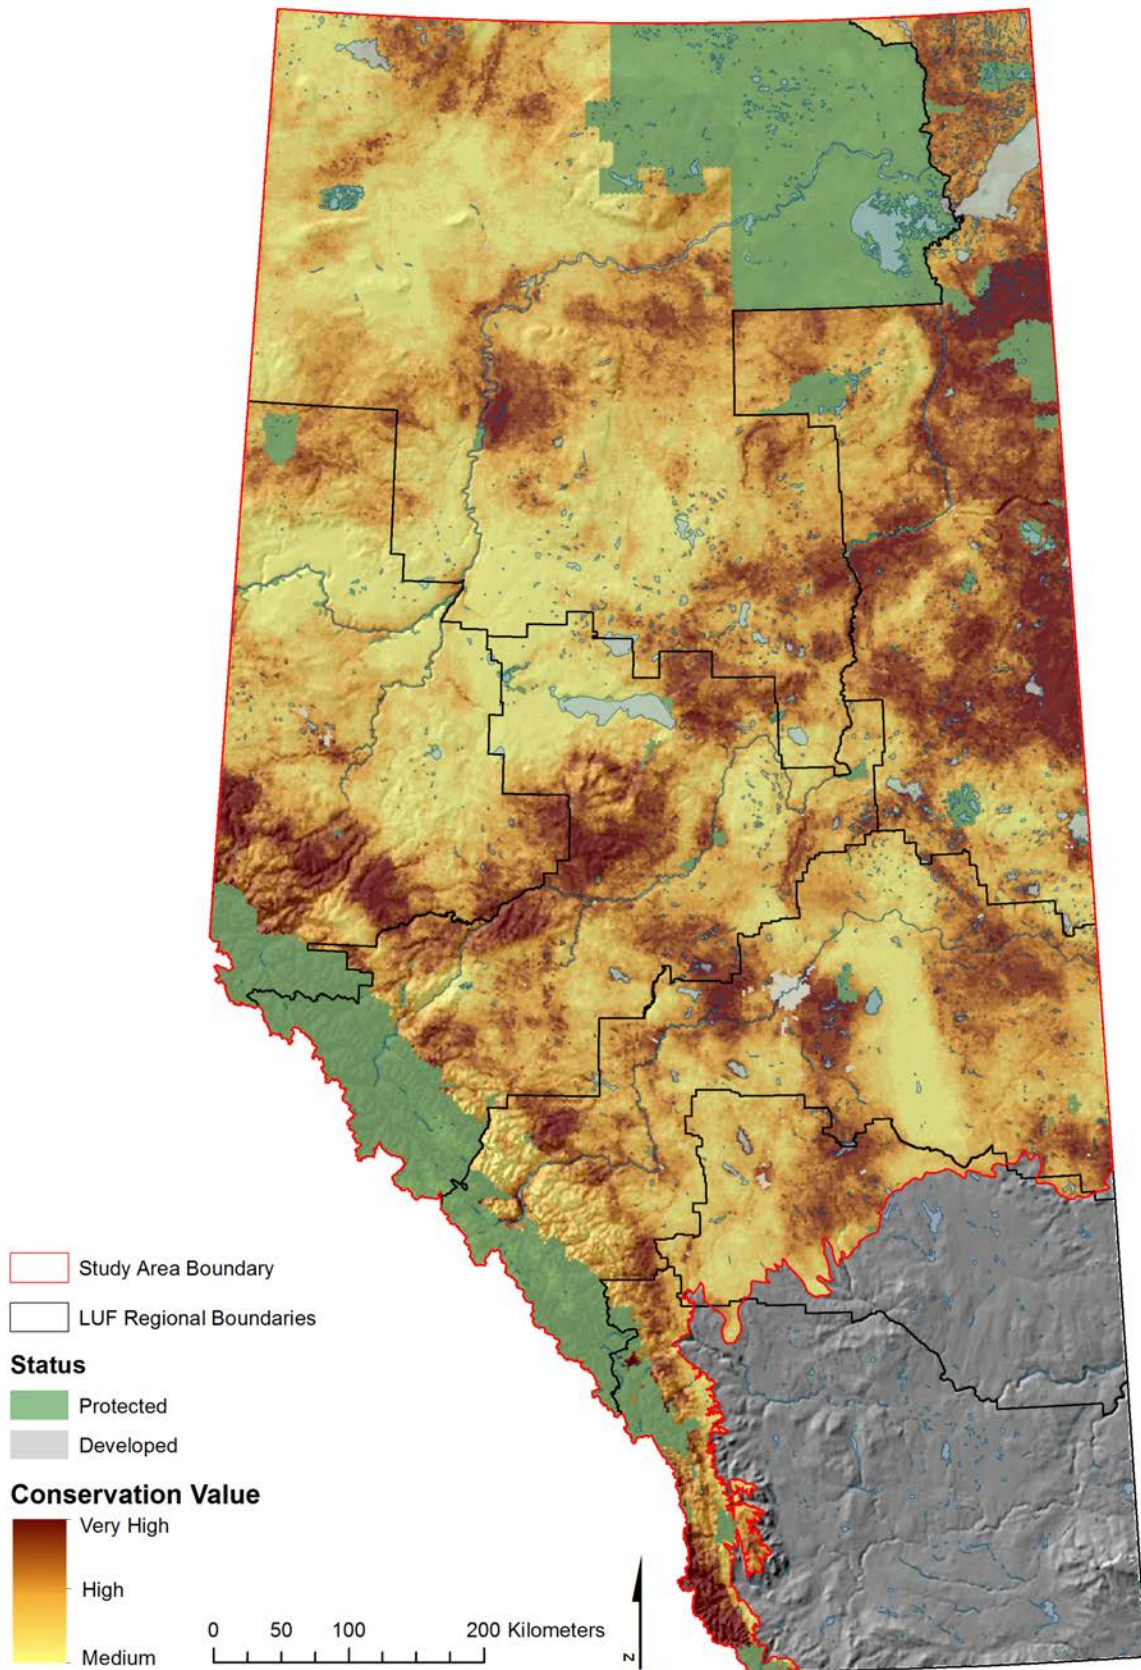 Study Area Boundary
LUF Regional Boundaries
Status
Protected
Developed
Conservation Value
Very High
High
Medium
0 50 100 200 Kilometers
N